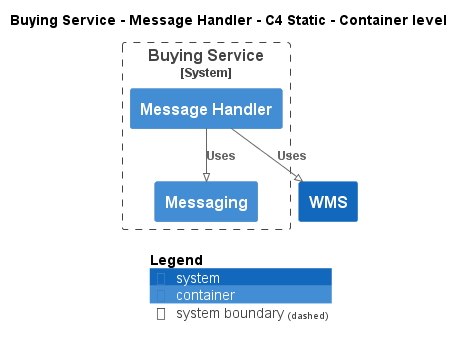 Buying Service - Message Handler - C4 Static - Container level
Buying Service
[System]
Message Handler
Uses
Uses
Messaging
WMS
Legend
system
container
system boundary (dashed)